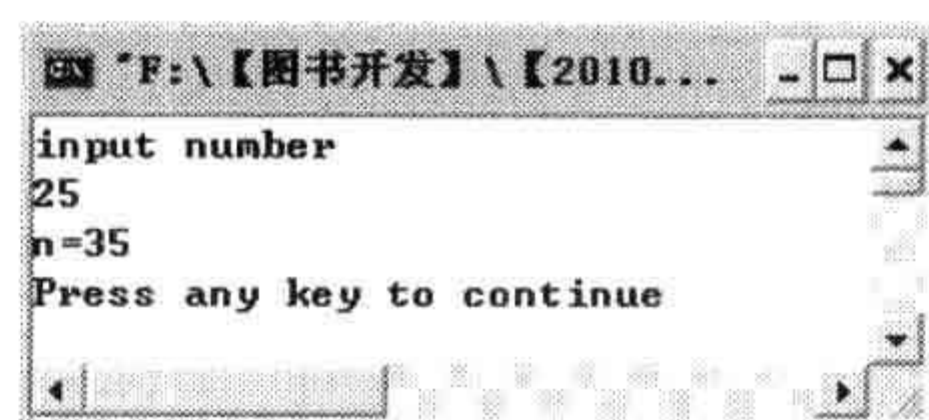 "F:\【图书开发】\【2010...
input number
25
n=35
Press any key to continue